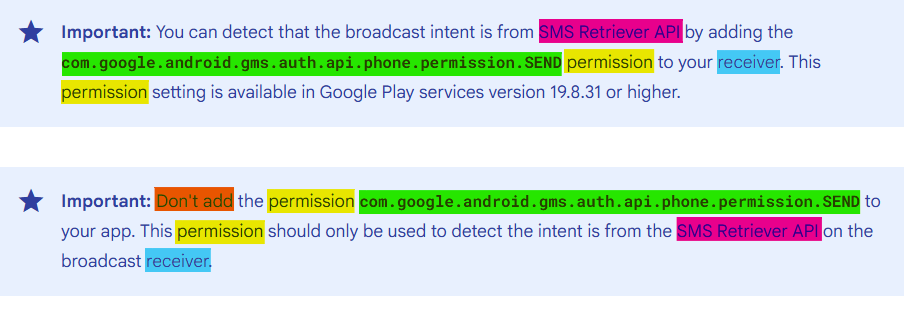 Important: You can detect that the broadcast intent is from SMS Retriever API by adding the
com.google.android.gms.auth.api.phone.permission.SEND permission to your receiver. This
permission setting is available in Google Play services version 19.8.31 or higher.
Important: Don't add the permission com.google.android.gms.auth.api.phone.permission.SEND to
your app. This permission should only be used to detect the intent is from the SMS Retriever API on the
broadcast receiver.